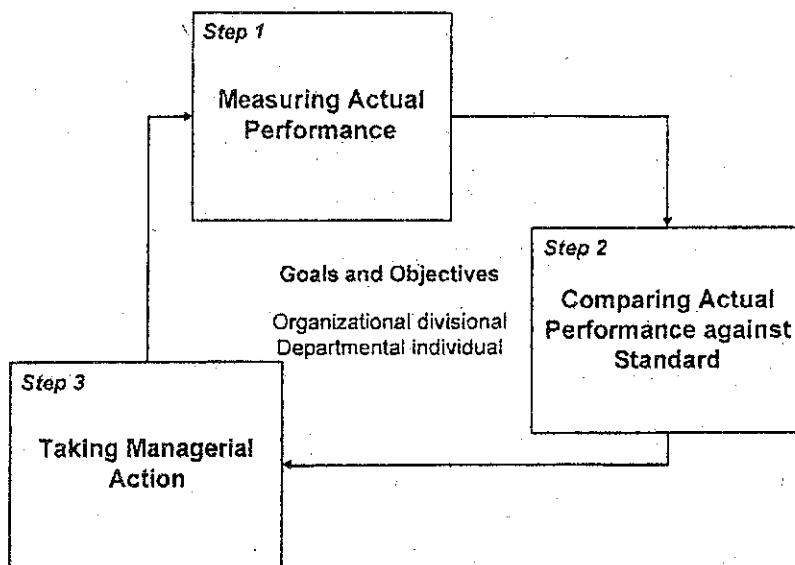 Step 1
Measuring Actual
Performance
Step 2
Comparing Actual
Performance against
Standard
Goals and Objectives
Organizational divisional
Departmental individual
Step 3
Taking Managerial
Action